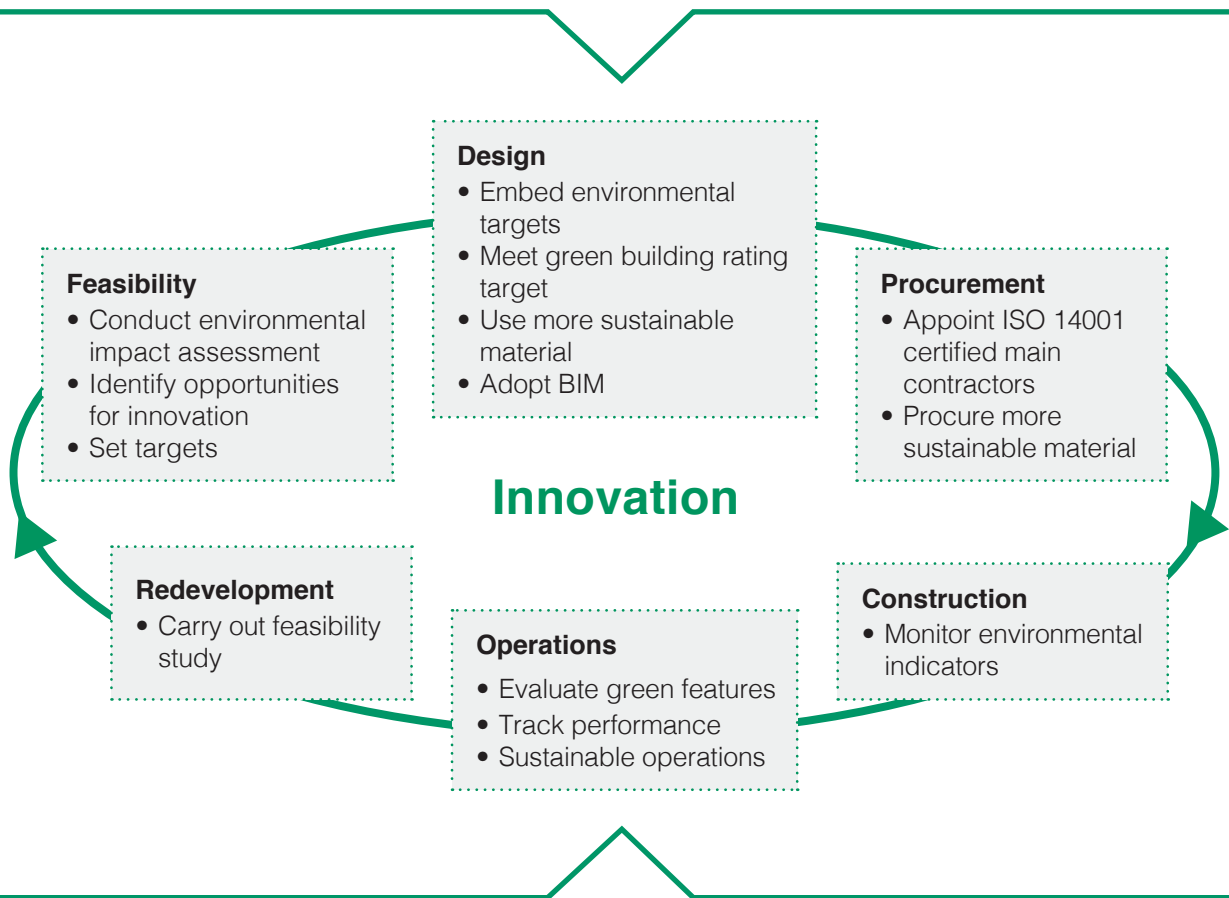 Design
• Embed environmental
targets
• Meet green building rating
target
• Use more sustainable
material
• Adopt BIM
Feasibility
• Conduct environmental
impact assessment
• Identify opportunities
for innovation
• Set targets
Procurement
• Appoint ISO 14001
certified main
contractors
• Procure more
sustainable material
Innovation
Redevelopment
• Carry out feasibility
study
Operations
• Evaluate green features
• Track performance
• Sustainable operations
Construction
• Monitor environmental
indicators